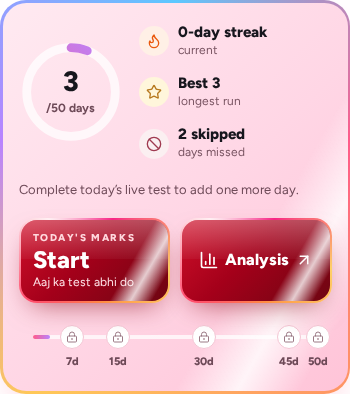 3
/50 days
0-day streak
current
Best 3
longest run
2 skipped
days missed
Complete today's live test to add one more day.
TODAY'S MARKS
Start
Aaj ka test abhi do
Analysis
7d
15d
30d
45d
50d